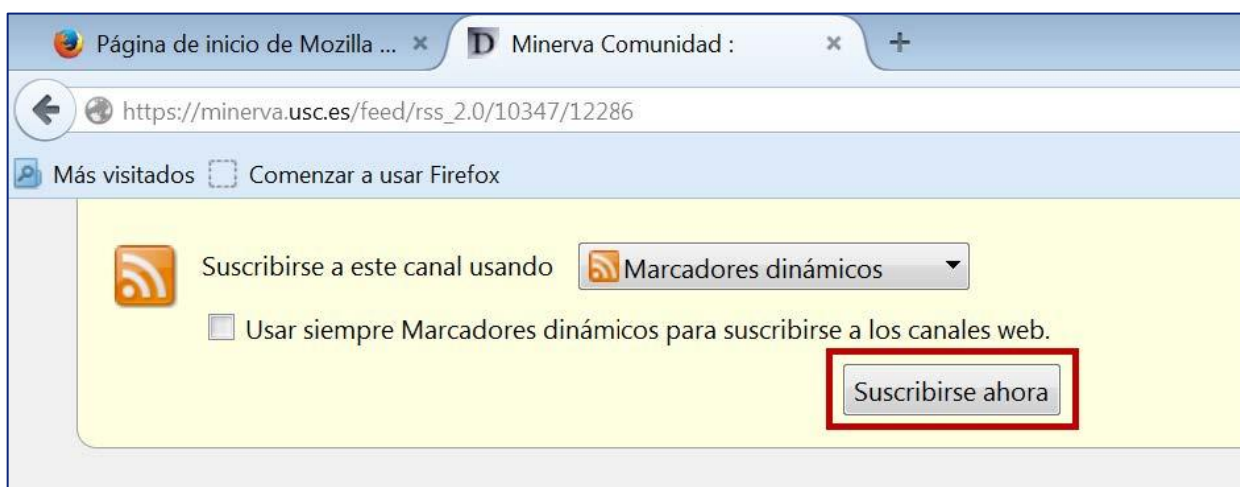 Página de inicio de Mozilla ... × D Minerva Comunidad : × +
https://minerva.usc.es/feed/rss_2.0/10347/12286
Más visitados Comenzar a usar Firefox
Suscribirse a este canal usando Marcadores dinámicos
Usar siempre Marcadores dinámicos para suscribirse a los canales web.
Suscribirse ahora